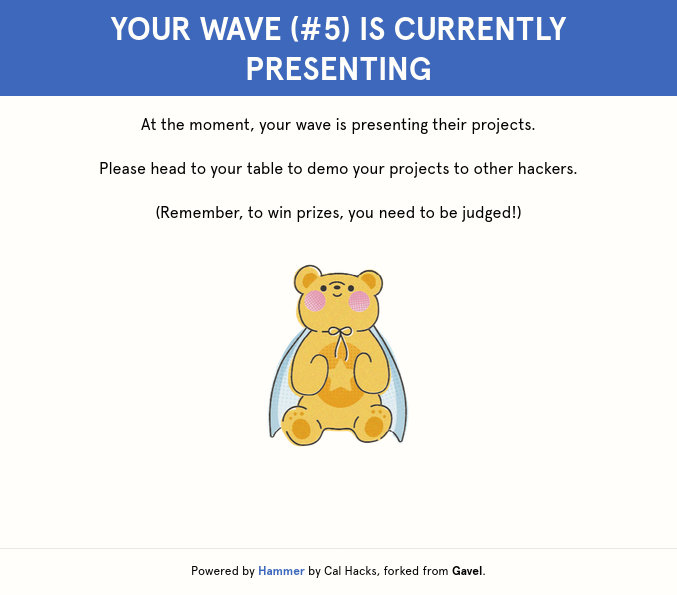 YOUR WAVE (#5) IS CURRENTLY
PRESENTING
At the moment, your wave is presenting their projects.
Please head to your table to demo your projects to other hackers.
(Remember, to win prizes, you need to be judged!)
Powered by Hammer by Cal Hacks, forked from Gavel.